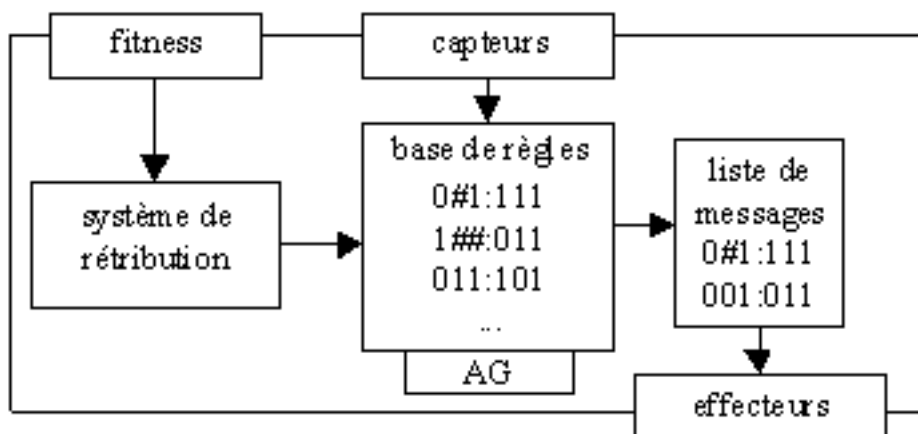 fitness
capteurs
système de
rétribution
base de règles
0#1:111
1##:011
011:101
...
AG
liste de
messages
0#1:111
001:011
effecteurs